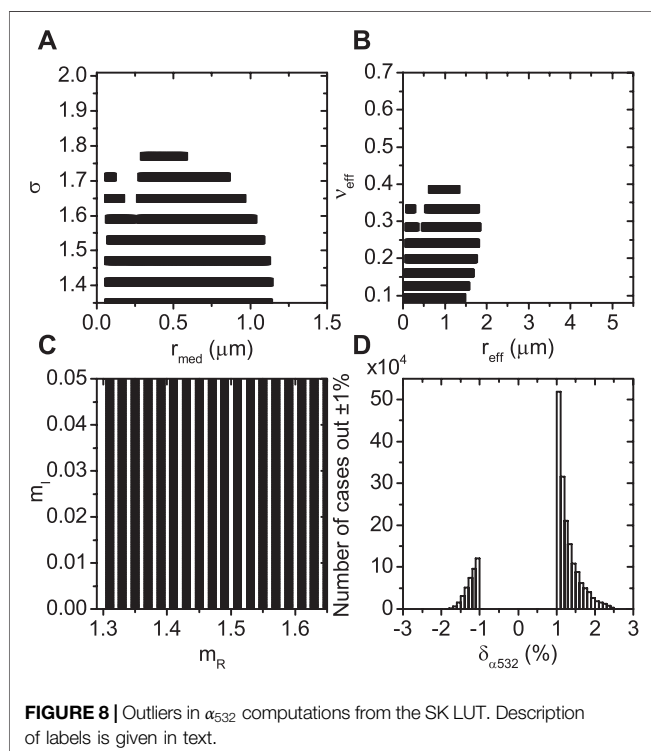 A
2.0
1.9
1.8
1.7
1.6
1.5
1.4
σ
0.0 0.5 1.0 1.5
r_med (μm)
B
0.7
0.6
0.5
0.4
0.3
0.2
0.1
ν_eff
0 1 2 3 4 5
r_eff (μm)
C
0.05
0.04
0.03
0.02
0.01
0.00
m_I
1.3 1.4 1.5 1.6
m_R
D
x10⁴
50
40
30
20
10
0
Number of cases out ±1%
-3 -2 -1 0 1 2 3
δ_α532 (%)
FIGURE 8 | Outliers in α₅₃₂ computations from the SK LUT. Description
of labels is given in text.